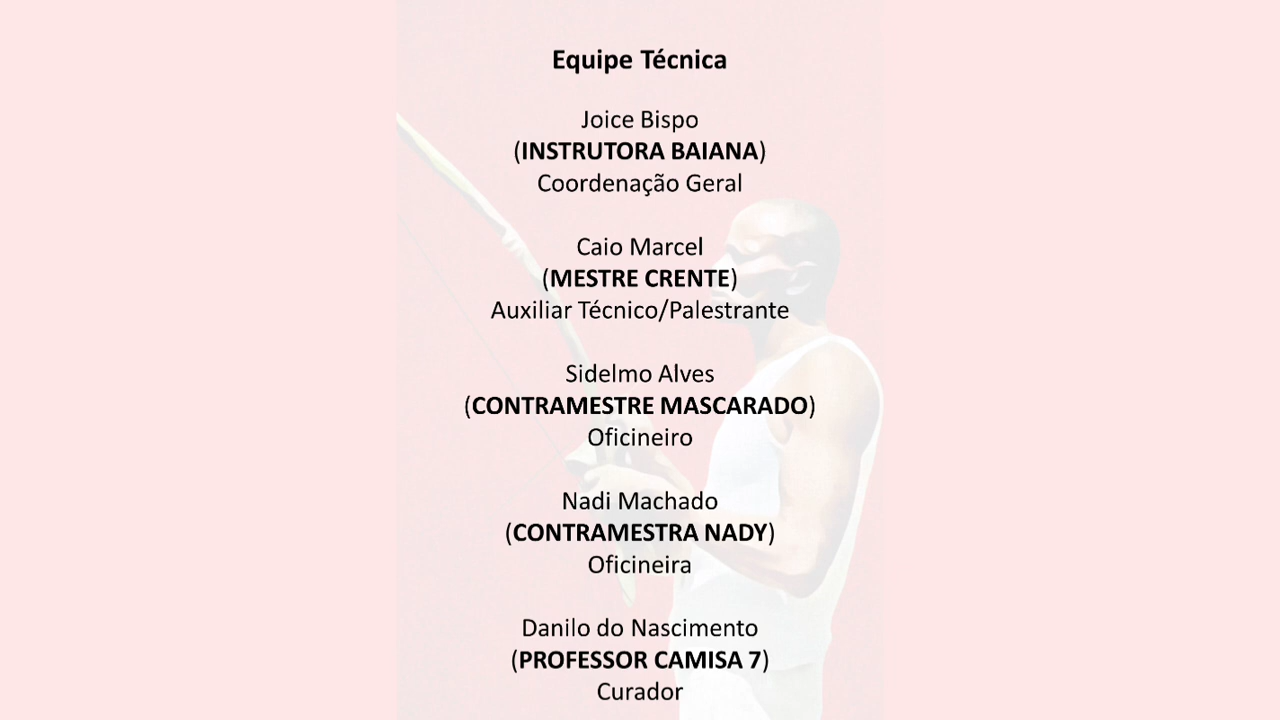 Equipe Técnica
Joice Bispo
(INSTRUTORA BAIANA)
Coordenação Geral
Caio Marcel
(MESTRE CRENTE)
Auxiliar Técnico/Palestrante
Sidelmo Alves
(CONTRAMESTRE MASCARADO)
Oficineiro
Nadi Machado
(CONTRAMESTRA NADY)
Oficineira
Danilo do Nascimento
(PROFESSOR CAMISA 7)
Curador